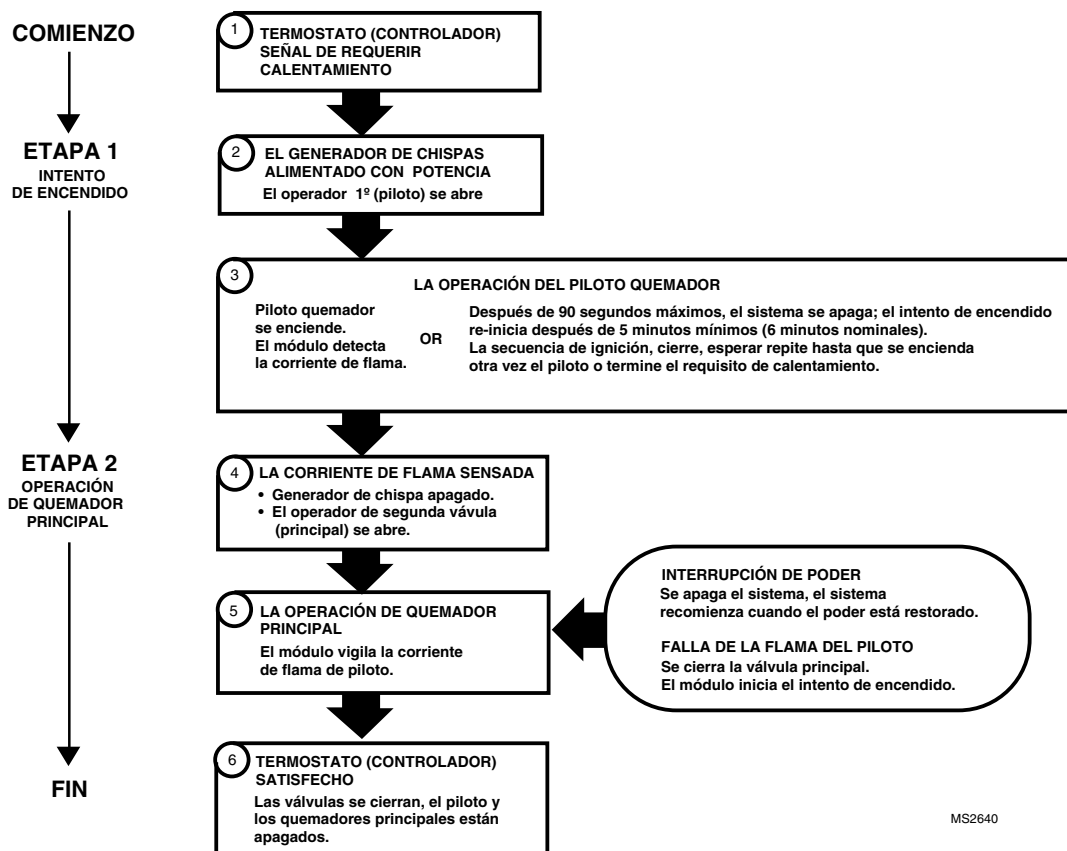 COMIENZO
1
TERMOSTATO (CONTROLADOR)
SEÑAL DE REQUERIR
CALENTAMIENTO
ETAPA 1
INTENTO
DE ENCENDIDO
2
EL GENERADOR DE CHISPAS
ALIMENTADO CON POTENCIA
El operador 1º (piloto) se abre
3
LA OPERACIÓN DEL PILOTO QUEMADOR
Piloto quemador
se enciende.
El módulo detecta
la corriente de flama.
OR
Después de 90 segundos máximos, el sistema se apaga; el intento de encendido
re-inicia después de 5 minutos mínimos (6 minutos nominales).
La secuencia de ignición, cierre, esperar repite hasta que se encienda
otra vez el piloto o termine el requisito de calentamiento.
ETAPA 2
OPERACIÓN
DE QUEMADOR
PRINCIPAL
4
LA CORRIENTE DE FLAMA SENSADA
• Generador de chispa apagado.
• El operador de segunda vávula
(principal) se abre.
5
LA OPERACIÓN DE QUEMADOR
PRINCIPAL
El módulo vigila la corriente
de flama de piloto.
INTERRUPCIÓN DE PODER
Se apaga el sistema, el sistema
recomienza cuando el poder está restorado.
FALLA DE LA FLAMA DEL PILOTO
Se cierra la válvula principal.
El módulo inicia el intento de encendido.
FIN
6
TERMOSTATO (CONTROLADOR)
SATISFECHO
Las válvulas se cierran, el piloto y
los quemadores principales están
apagados.
MS2640